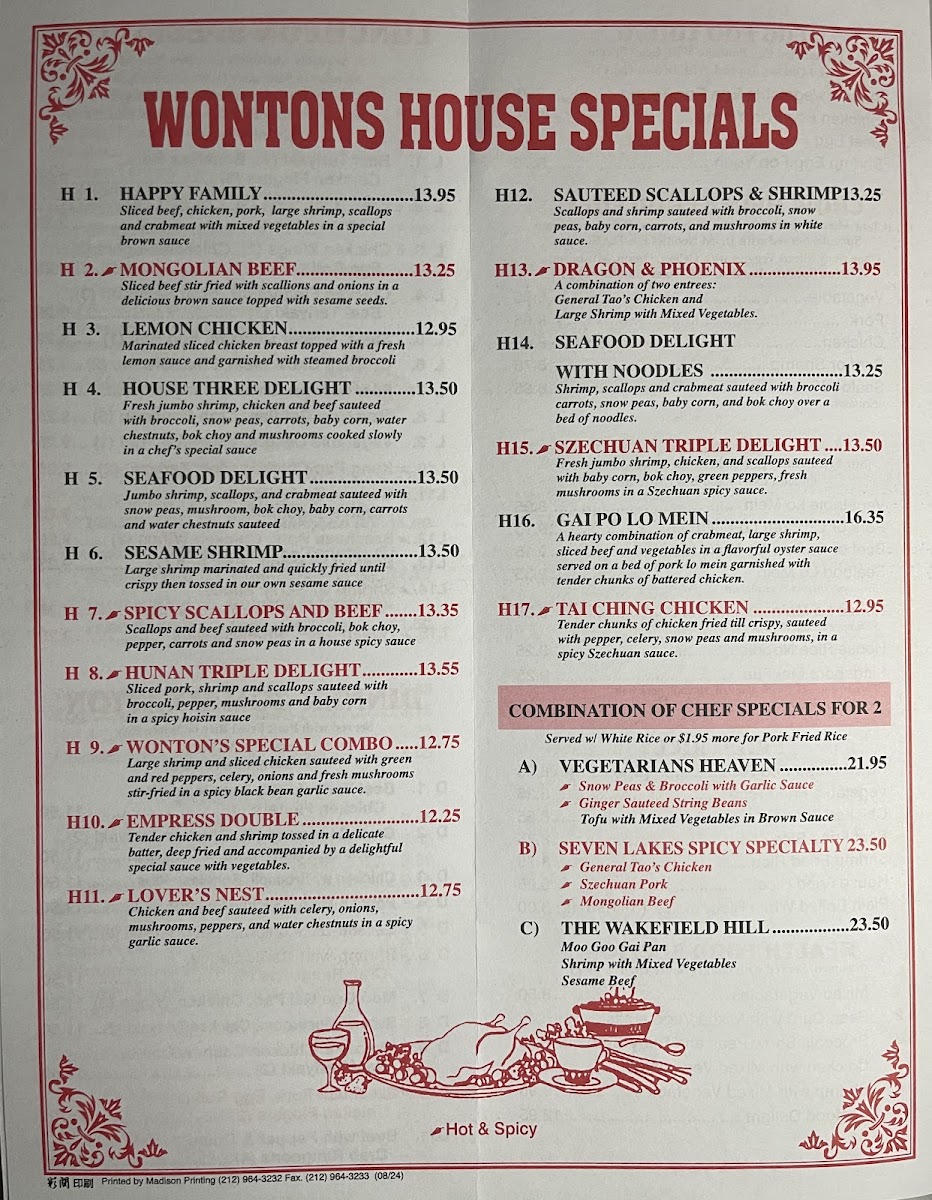 WONTONS HOUSE SPECIALS
H 1. HAPPY FAMILY................................13.95
Sliced beef, chicken, pork, large shrimp, scallops
and crabmeat with mixed vegetables in a special
brown sauce
H 2. MONGOLIAN BEEF.........................13.25
Sliced beef stir fried with scallions and onions in a
delicious brown sauce topped with sesame seeds.
H 3. LEMON CHICKEN...........................12.95
Marinated sliced chicken breast topped with a fresh
lemon sauce and garnished with steamed broccoli
H 4. HOUSE THREE DELIGHT .............13.50
Fresh jumbo shrimp, chicken and beef sauteed
with broccoli, snow peas, carrots, baby corn, water
chestnuts, bok choy and mushrooms cooked slowly
in a chef's special sauce
H 5. SEAFOOD DELIGHT.......................13.50
Jumbo shrimp, scallops, and crabmeat sauteed with
snow peas, mushroom, bok choy, baby corn, carrots
and water chestnuts sauteed
H 6. SESAME SHRIMP.............................13.50
Large shrimp marinated and quickly fried until
crispy then tossed in our own sesame sauce
H 7. SPICY SCALLOPS AND BEEF.......13.35
Scallops and beef sauteed with broccoli, bok choy,
pepper, carrots and snow peas in a house spicy sauce
H 8. HUNAN TRIPLE DELIGHT............13.55
Sliced pork, shrimp and scallops sauteed with
broccoli, pepper, mushrooms and baby corn
in a spicy hoisin sauce
H 9. WONTON'S SPECIAL COMBO.....12.75
Large shrimp and sliced chicken sauteed with green
and red peppers, celery, onions and fresh mushrooms
stir-fried in a spicy black bean garlic sauce.
H10. EMPRESS DOUBLE .........................12.25
Tender chicken and shrimp tossed in a delicate
batter, deep fried and accompanied by a delightful
special sauce with vegetables.
H11. LOVER'S NEST.................................12.75
Chicken and beef sauteed with celery, onions,
mushrooms, peppers, and water chestnuts in a spicy
garlic sauce.
H12. SAUTEED SCALLOPS & SHRIMP13.25
Scallops and shrimp sauteed with broccoli, snow
peas, baby corn, carrots, and mushrooms in white
sauce.
H13. DRAGON & PHOENIX ....................13.95
A combination of two entrees:
General Tao's Chicken and
Large Shrimp with Mixed Vegetables.
H14. SEAFOOD DELIGHT
WITH NOODLES ............................13.25
Shrimp, scallops and crabmeat sauteed with broccoli
carrots, snow peas, baby corn, and bok choy over a
bed of noodles.
H15. SZECHUAN TRIPLE DELIGHT ....13.50
Fresh jumbo shrimp, chicken, and scallops sauteed
with baby corn, bok choy, green peppers, fresh
mushrooms in a Szechuan spicy sauce.
H16. GAI PO LO MEIN ............................16.35
A hearty combination of crabmeat, large shrimp,
sliced beef and vegetables in a flavorful oyster sauce
served on a bed of pork lo mein garnished with
tender chunks of battered chicken.
H17. TAI CHING CHICKEN ...................12.95
Tender chunks of chicken fried till crispy, sauteed
with pepper, celery, snow peas and mushrooms, in a
spicy Szechuan sauce.
COMBINATION OF CHEF SPECIALS FOR 2
Served w/ White Rice or $1.95 more for Pork Fried Rice
A) VEGETARIANS HEAVEN ..............21.95
Snow Peas & Broccoli with Garlic Sauce
Ginger Sauteed String Beans
Tofu with Mixed Vegetables in Brown Sauce
B) SEVEN LAKES SPICY SPECIALTY 23.50
General Tao's Chicken
Szechuan Pork
Mongolian Beef
C) THE WAKEFIELD HILL ................23.50
Moo Goo Gai Pan
Shrimp with Mixed Vegetables
Sesame Beef
Hot & Spicy
印刷 Printed by Madison Printing (212) 964-3232 Fax. (212) 964-3233 (08/24)